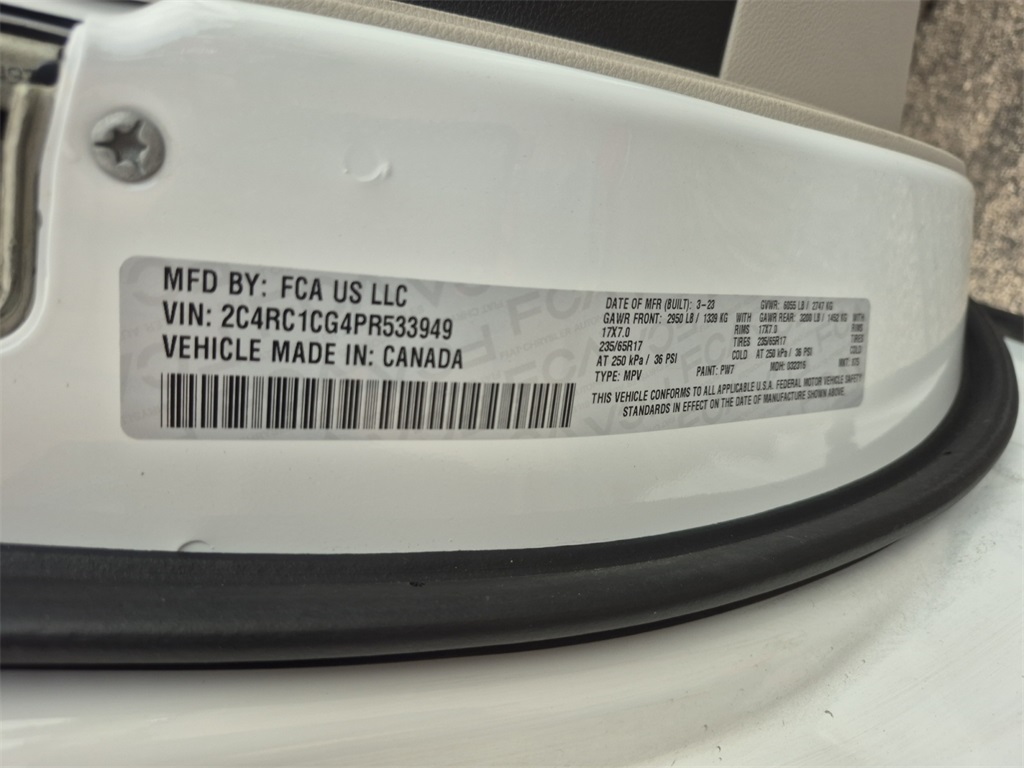 MFD BY: FCA US LLC
VIN: 2C4RC1CG4PR533949
VEHICLE MADE IN: CANADA
DATE OF MFR (BUILT): 3-23 GVWR: 6055 LB / 2747 KG
GAWR FRONT: 2950 LB / 1339 KG WITH GAWR REAR: 3200 LB / 1452 KG WITH
17X7.0 RIMS 17X7.0 RIMS
235/65R17 TIRES 235/65R17 TIRES
AT 250 kPa / 36 PSI COLD AT 250 kPa / 36 PSI COLD
TYPE: MPV PAINT: PW7 MDH: 032316
THIS VEHICLE CONFORMS TO ALL APPLICABLE U.S.A. FEDERAL MOTOR VEHICLE SAFETY
STANDARDS IN EFFECT ON THE DATE OF MANUFACTURE SHOWN ABOVE.